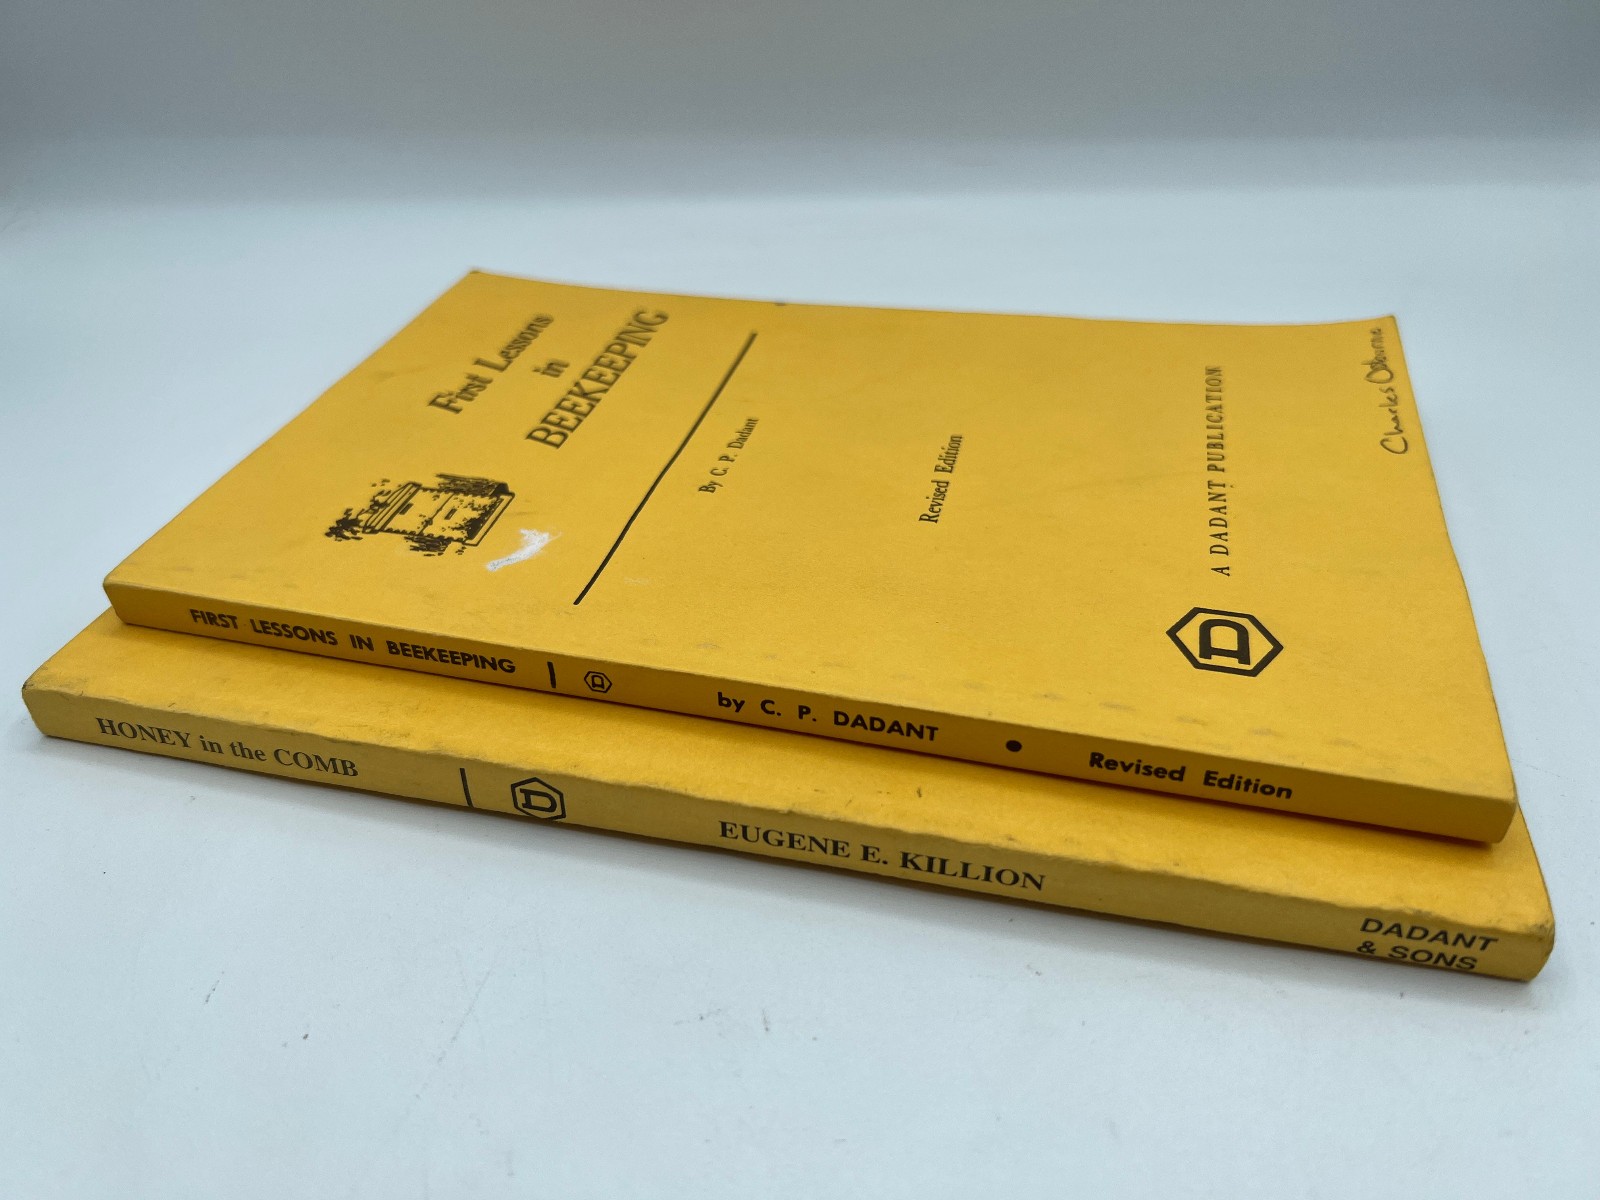 First Lessons
in
BEEKEEPING
By C. P. Dadant
Revised Edition
A DADANT PUBLICATION
D
Charles Osbourne
FIRST LESSONS IN BEEKEEPING | D by C. P. DADANT • Revised Edition
HONEY in the COMB | D EUGENE E. KILLION DADANT
& SONS